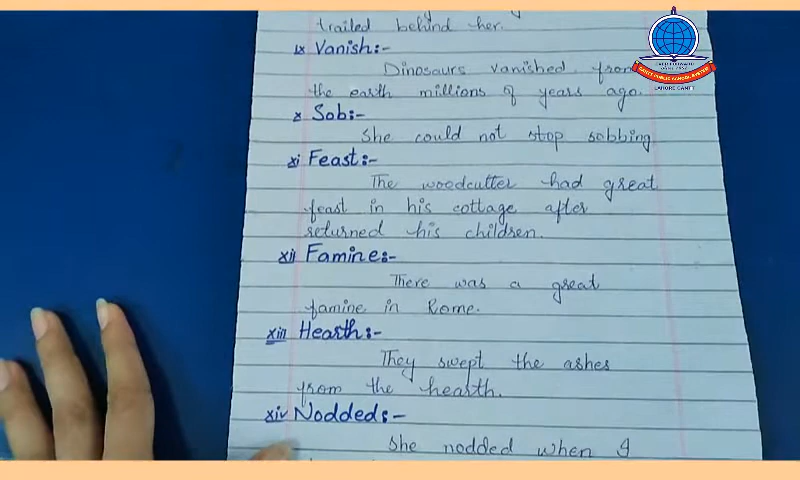 trailed behind her.
ix Vanish:-
Dinosaurs vanished from
the earth millions of years ago.
x Sob:-
She could not stop sobbing
xi Feast:-
The woodcutter had great
feast in his cottage after
returned his children.
xii Famine:-
There was a great
famine in Rome.
xiii Hearth:-
They swept the ashes
from the hearth.
xiv Nodded:-
She nodded when I
LAHORE CANTT